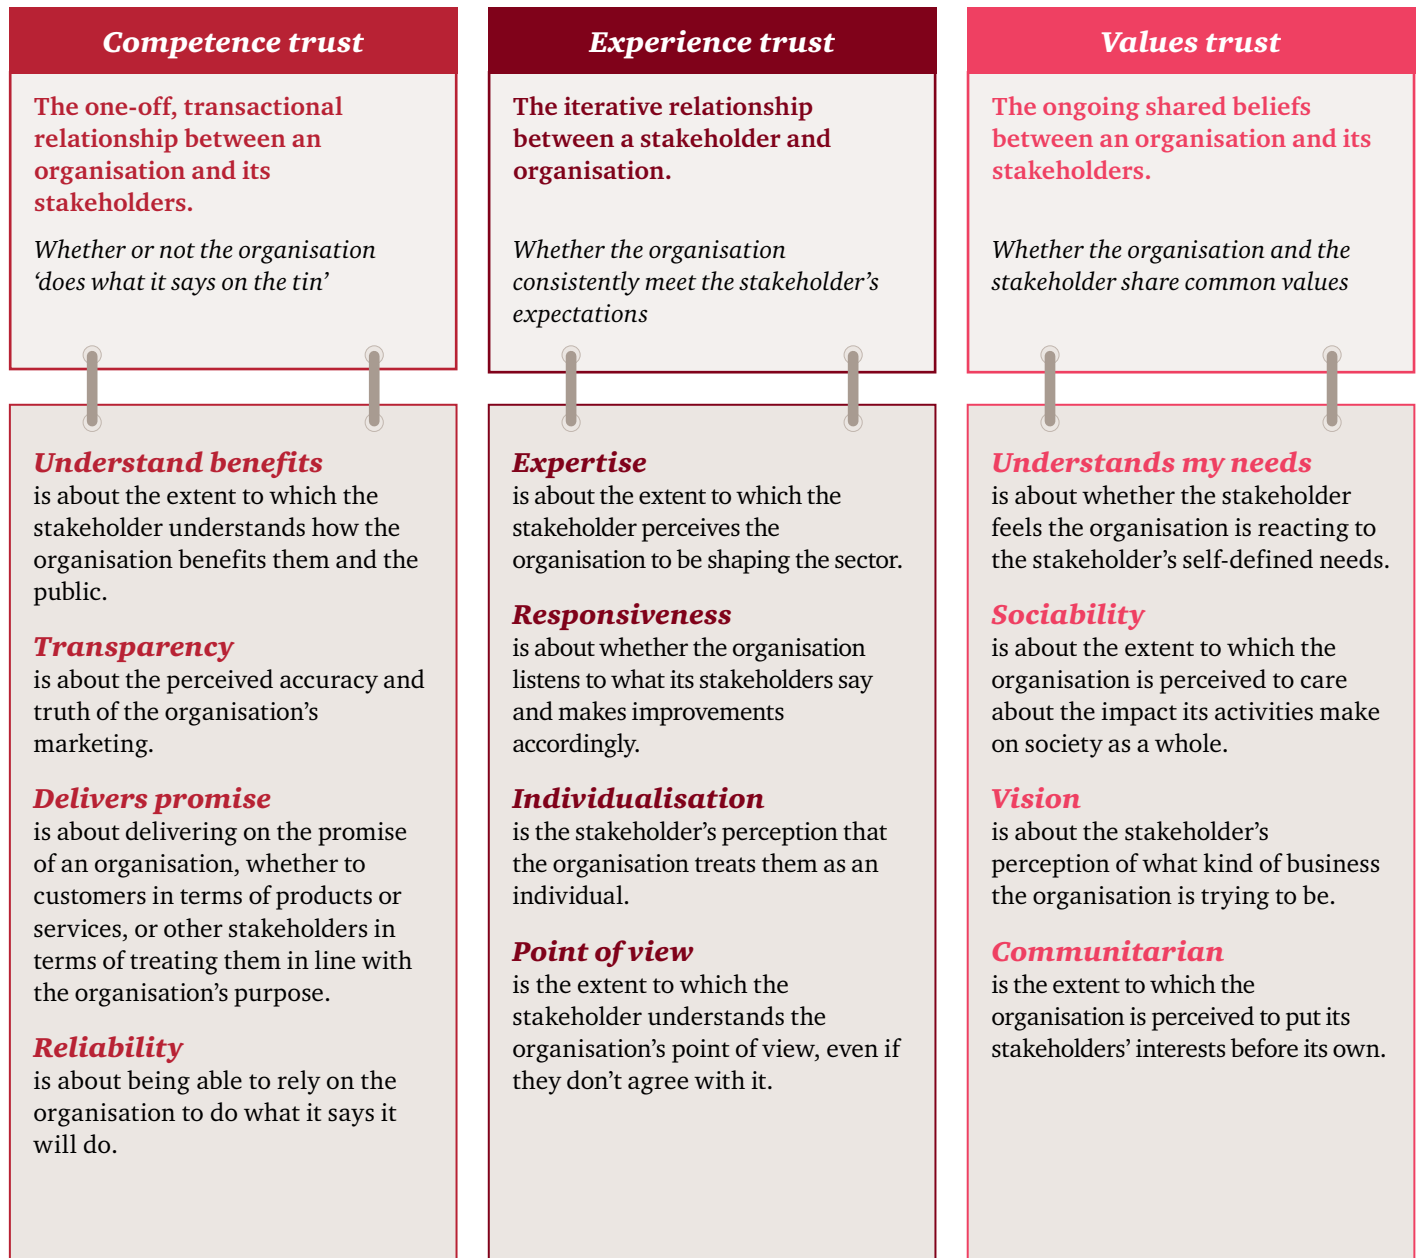 Competence trust
The one-off, transactional
relationship between an
organisation and its
stakeholders.
Whether or not the organisation
‘does what it says on the tin’
Understand benefits
is about the extent to which the
stakeholder understands how the
organisation benefits them and the
public.
Transparency
is about the perceived accuracy and
truth of the organisation’s
marketing.
Delivers promise
is about delivering on the promise
of an organisation, whether to
customers in terms of products or
services, or other stakeholders in
terms of treating them in line with
the organisation’s purpose.
Reliability
is about being able to rely on the
organisation to do what it says it
will do.
Experience trust
The iterative relationship
between a stakeholder and
organisation.
Whether the organisation
consistently meet the stakeholder’s
expectations
Expertise
is about the extent to which the
stakeholder perceives the
organisation to be shaping the sector.
Responsiveness
is about whether the organisation
listens to what its stakeholders say
and makes improvements
accordingly.
Individualisation
is the stakeholder’s perception that
the organisation treats them as an
individual.
Point of view
is the extent to which the
stakeholder understands the
organisation’s point of view, even if
they don’t agree with it.
Values trust
The ongoing shared beliefs
between an organisation and its
stakeholders.
Whether the organisation and the
stakeholder share common values
Understands my needs
is about whether the stakeholder
feels the organisation is reacting to
the stakeholder’s self-defined needs.
Sociability
is about the extent to which the
organisation is perceived to care
about the impact its activities make
on society as a whole.
Vision
is about the stakeholder’s
perception of what kind of business
the organisation is trying to be.
Communitarian
is the extent to which the
organisation is perceived to put its
stakeholders’ interests before its own.